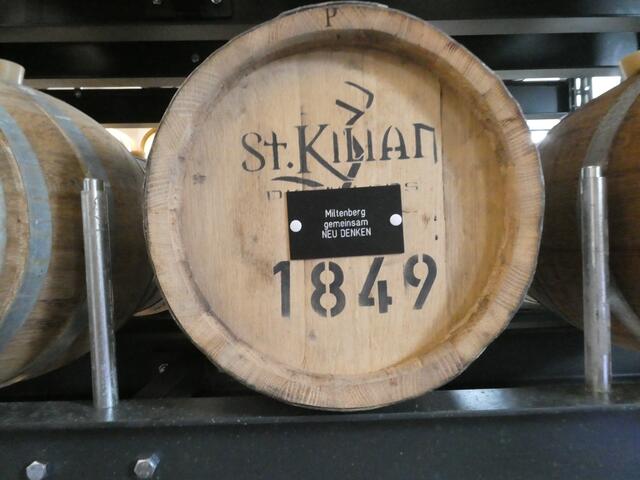 P
St. KILIAN
Miltenberg
gemeinsam
NEU DENKEN
1849